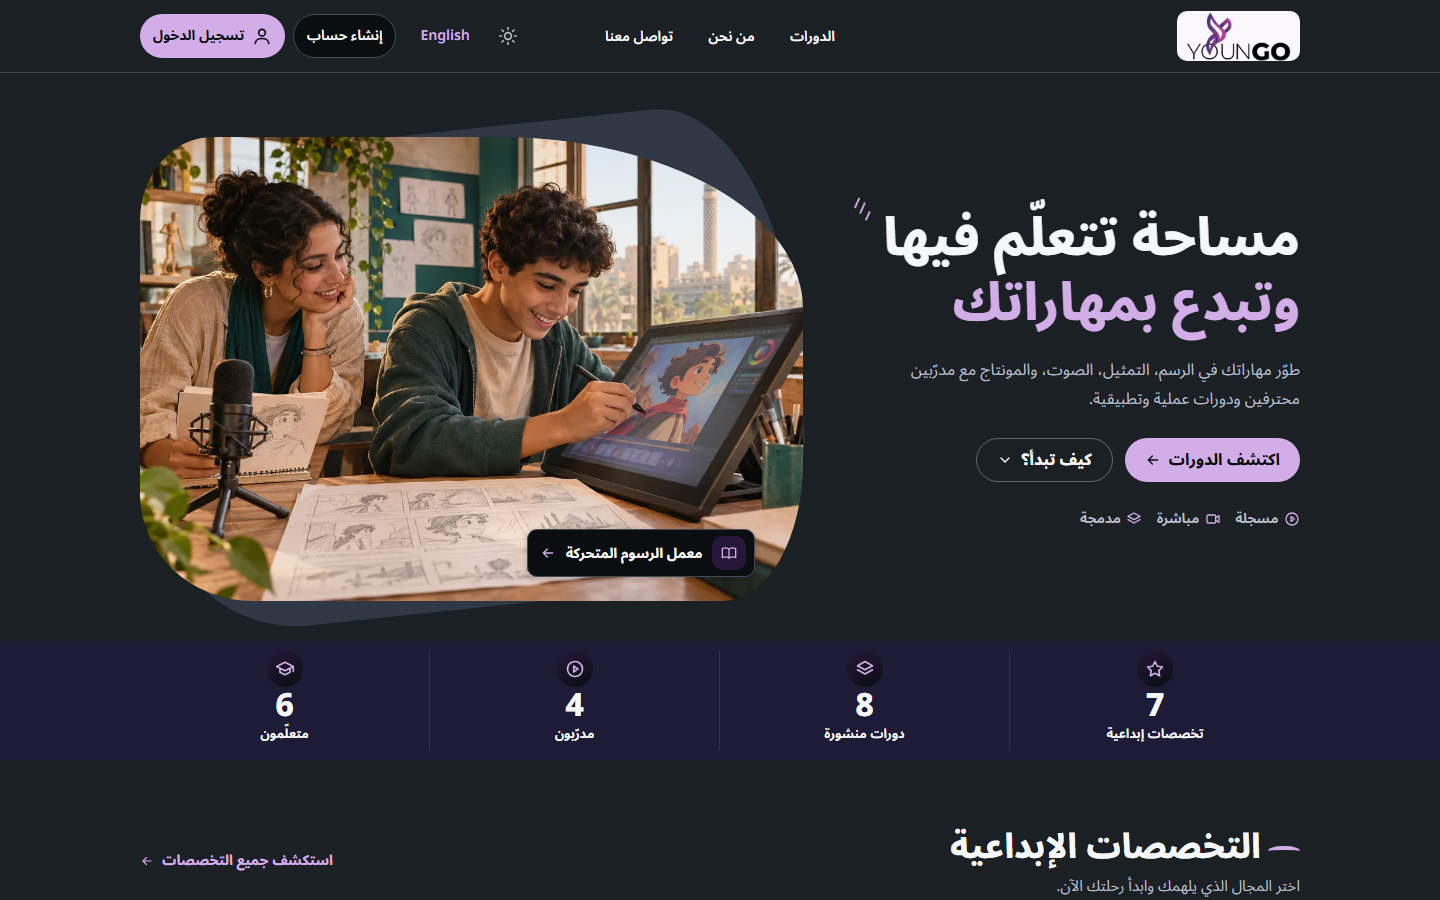 YOUNGO
الدورات
من نحن
تواصل معنا
English
إنشاء حساب
تسجيل الدخول
مساحة تتعلّم فيها
وتبدع بمهاراتك
طوّر مهاراتك في الرسم، التمثيل، الصوت، والمونتاج مع مدرّبين
محترفين ودورات عملية وتطبيقية.
اكتشف الدورات
كيف تبدأ؟
مسجلة
مباشرة
مدمجة
معمل الرسوم المتحركة
7
تخصصات إبداعية
8
دورات منشورة
4
مدرّبون
6
متعلّمون
التخصصات الإبداعية
استكشف جميع التخصصات
اختر المجال الذي يلهمك وابدأ رحلتك الآن.